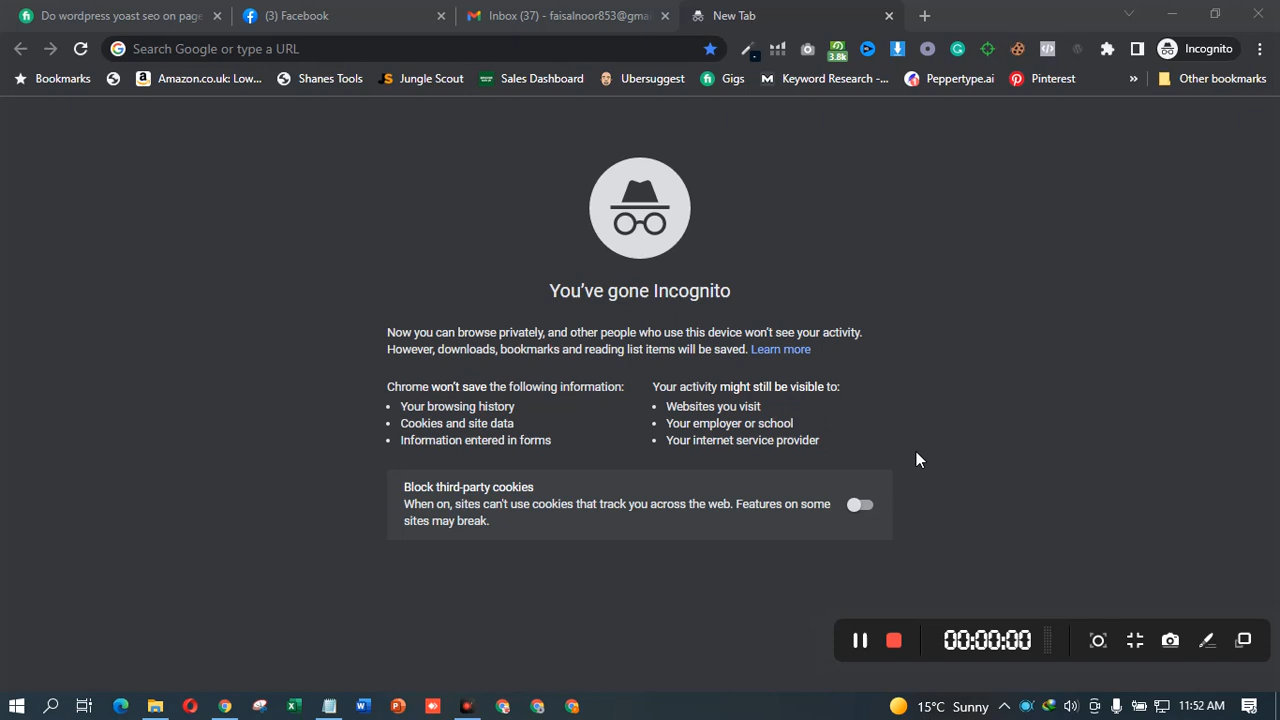 Do wordpress yoast seo on page
(3) Facebook
Inbox (37) - faisalnoor853@gma
New Tab
Search Google or type a URL
3.8k
Incognito
Bookmarks
Amazon.co.uk: Low...
Shanes Tools
Jungle Scout
Sales Dashboard
Ubersuggest
Gigs
Keyword Research -...
Peppertype.ai
Pinterest
»
Other bookmarks
You've gone Incognito
Now you can browse privately, and other people who use this device won't see your activity.
However, downloads, bookmarks and reading list items will be saved. Learn more
Chrome won't save the following information:
• Your browsing history
• Cookies and site data
• Information entered in forms
Your activity might still be visible to:
• Websites you visit
• Your employer or school
• Your internet service provider
Block third-party cookies
When on, sites can't use cookies that track you across the web. Features on some
sites may break.
00:00:00
15°C Sunny
11:52 AM